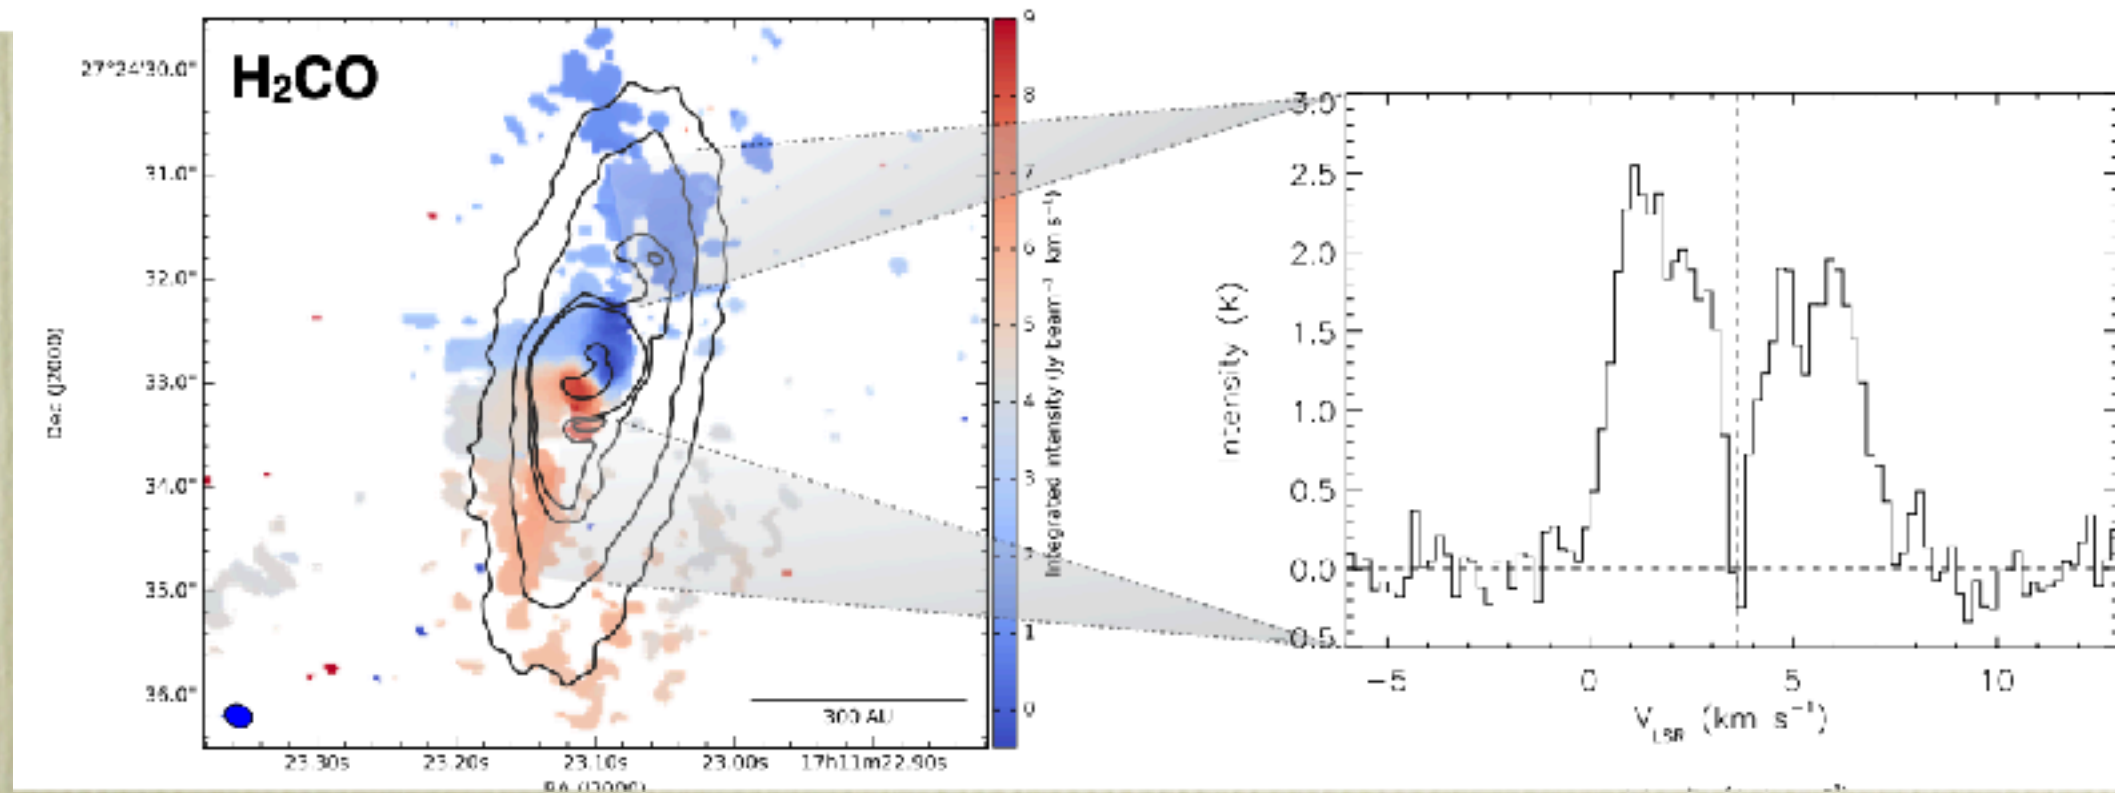 H₂CO
27°24'30.0"
31.0"
32.0"
33.0"
34.0"
35.0"
36.0"
Dec (J2000)
23.30s 23.20s 23.10s 23.00s 17h11m22.90s
RA (J2000)
300 AU
9
8
7
6
5
4
3
2
1
0
Integrated intensity (Jy beam⁻¹ km s⁻¹)
3.0
2.5
2.0
1.5
1.0
0.5
0.0
0.5
Intensity (K)
−5 0 5 10
V_LSR (km s⁻¹)